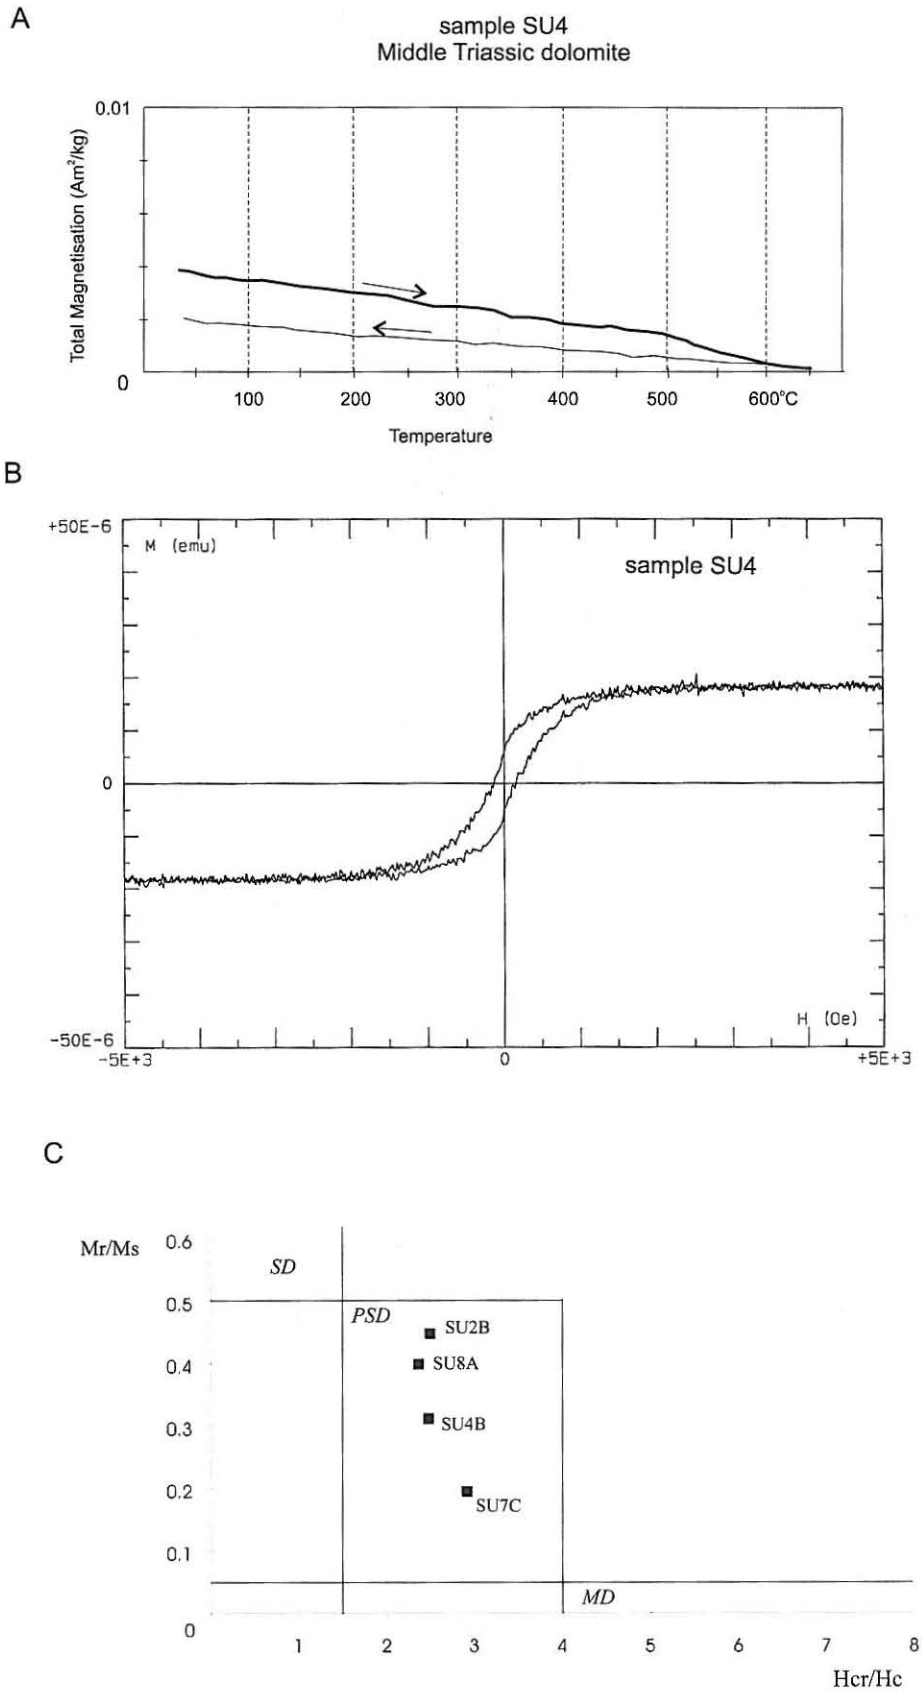 A
sample SU4
Middle Triassic dolomite
0.01
Total Magnetisation (Am²/kg)
0
100 200 300 400 500 600°C
Temperature
B
+50E-6
M (emu)
sample SU4
0
H (Oe)
-50E-6
-5E+3 0 +5E+3
C
Mr/Ms
0.6
SD
0.5
PSD
SU2B
0.4
SU8A
0.3
SU4B
0.2
SU7C
0.1
MD
0
1 2 3 4 5 6 7 8
Hcr/Hc